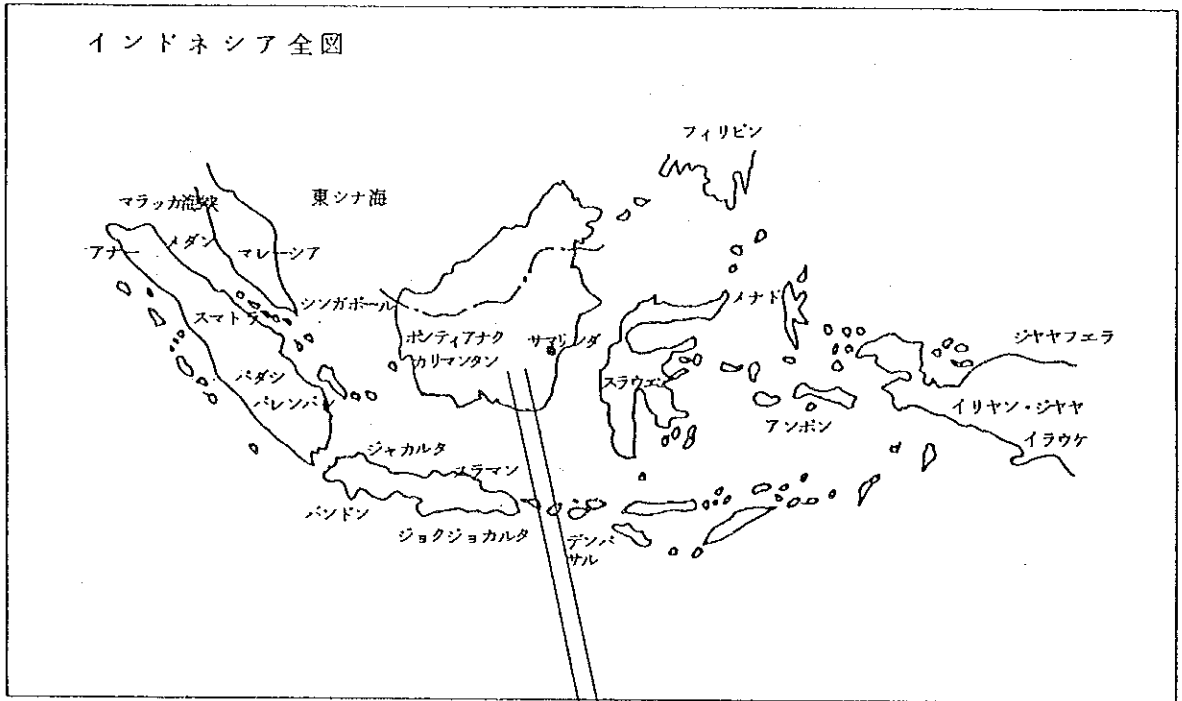 インドネシア全図
フィリピン
マラッカ海峡
東シナ海
アナー
メダン
マレーシア
シンガポール
メナド
スマトラ
ポンティアナク
サマリンダ
カリマンタン
ジャヤフェラ
パダシ
パレンバン
スラウエシ
イリヤン・ジャヤ
アンボン
イラウケ
ジャカルタ
スラマン
バンドン
ジョクジョカルタ
デンパ
サル